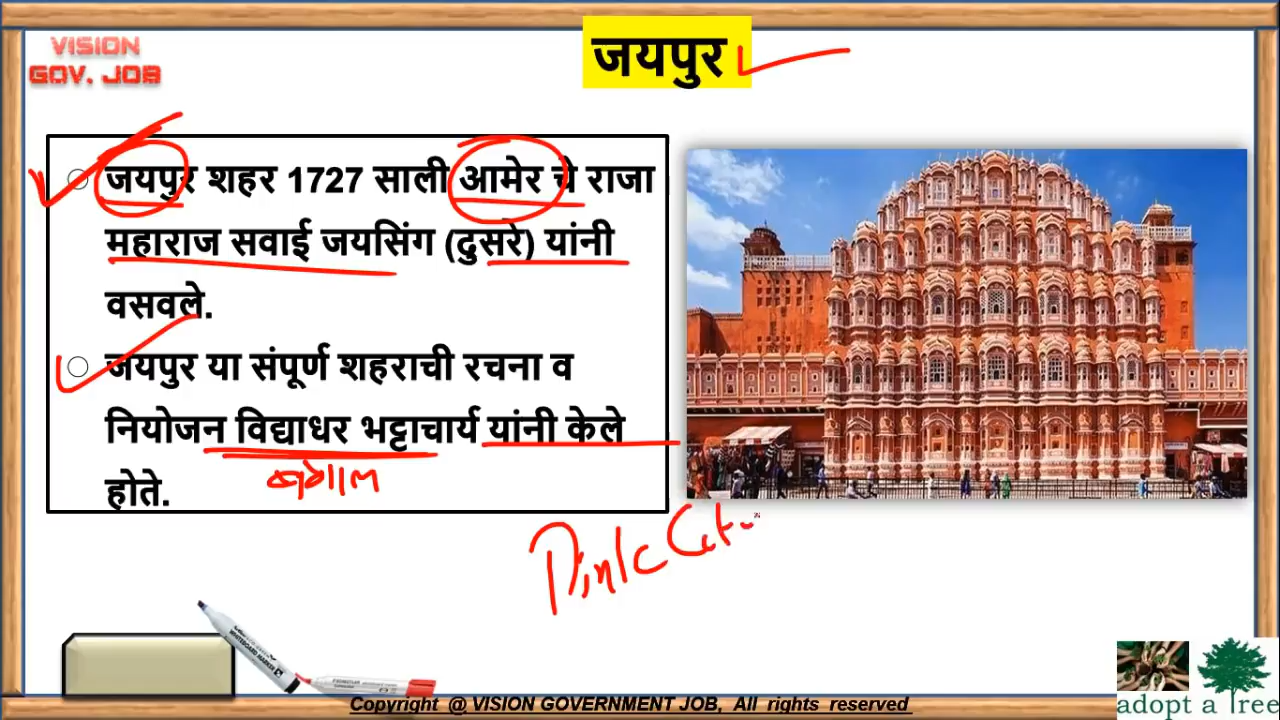 VISION
GOV. JOB
जयपुर
जयपुर शहर 1727 साली आमेर चे राजा
महाराज सवाई जयसिंग (दुसरे) यांनी
वसवले.
जयपुर या संपूर्ण शहराची रचना व
नियोजन विद्याधर भट्टाचार्य यांनी केले
होते.
Pink
Copyright @ VISION GOVERNMENT JOB, All rights reserved
adopt a Tree